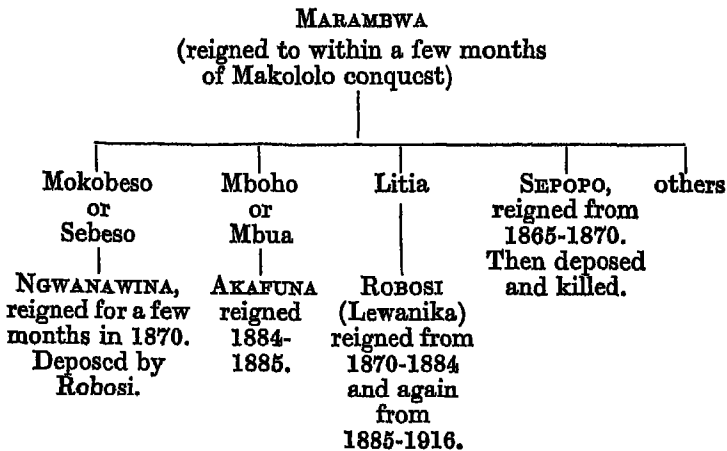 MARAMBWA
(reigned to within a few months
of Makololo conquest)
Mokobeso
or
Sebeso
Mboho
or
Mbua
Litia
SEPOPO,
reigned from
1865-1870.
Then deposed
and killed.
others
NGWANAWINA,
reigned for a few
months in 1870.
Deposed by
Robosi.
AKAFUNA
reigned
1884-
1885.
ROBOSI
(Lewanika)
reigned from
1870-1884
and again
from
1885-1916.